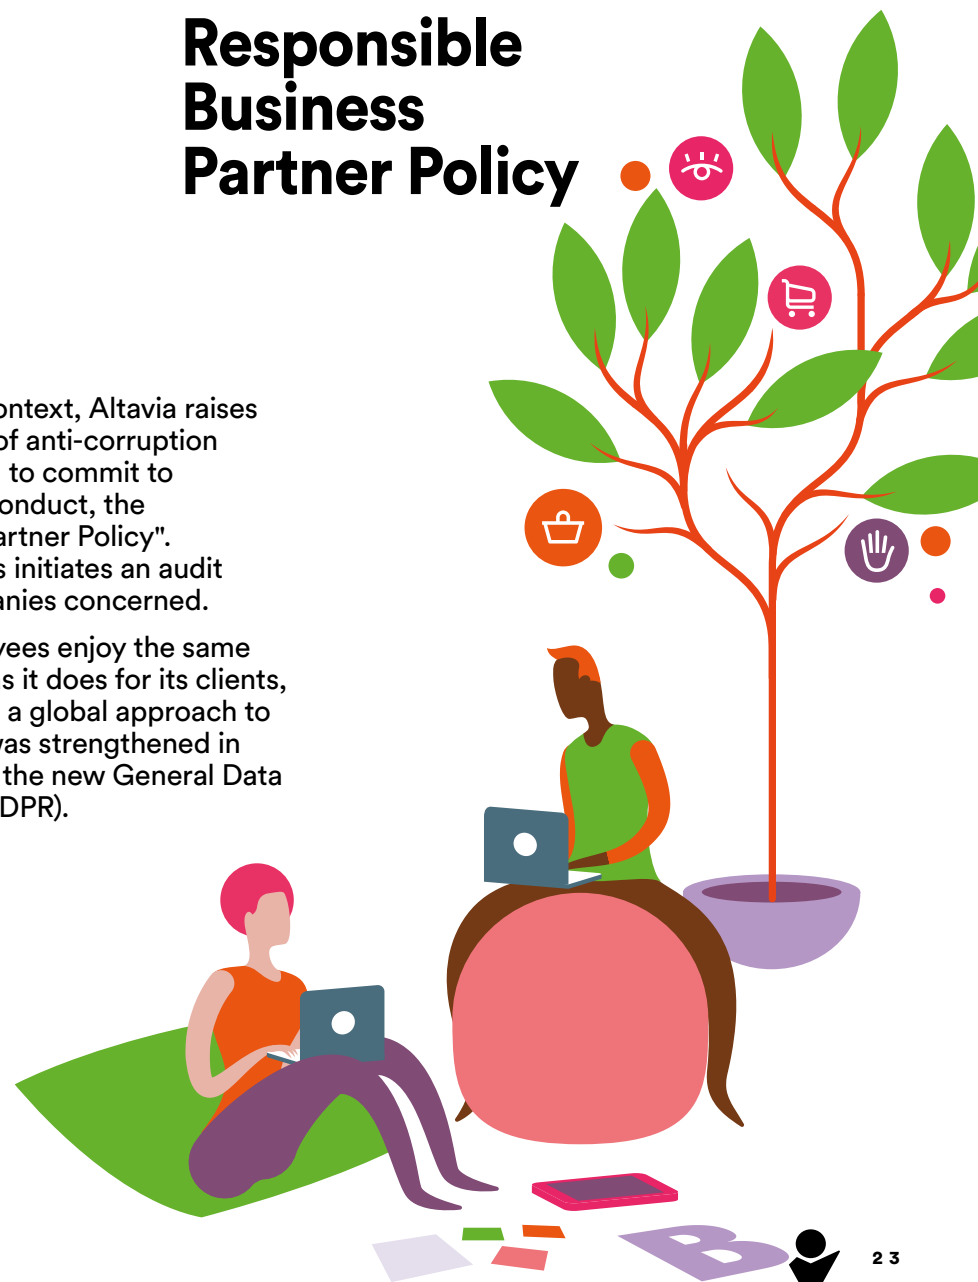 Responsible
Business
Partner Policy
ontext, Altavia raises
of anti-corruption
to commit to
onduct, the
artner Policy".
s initiates an audit
anies concerned.
yees enjoy the same
as it does for its clients,
a global approach to
was strengthened in
the new General Data
DPR).
B
23